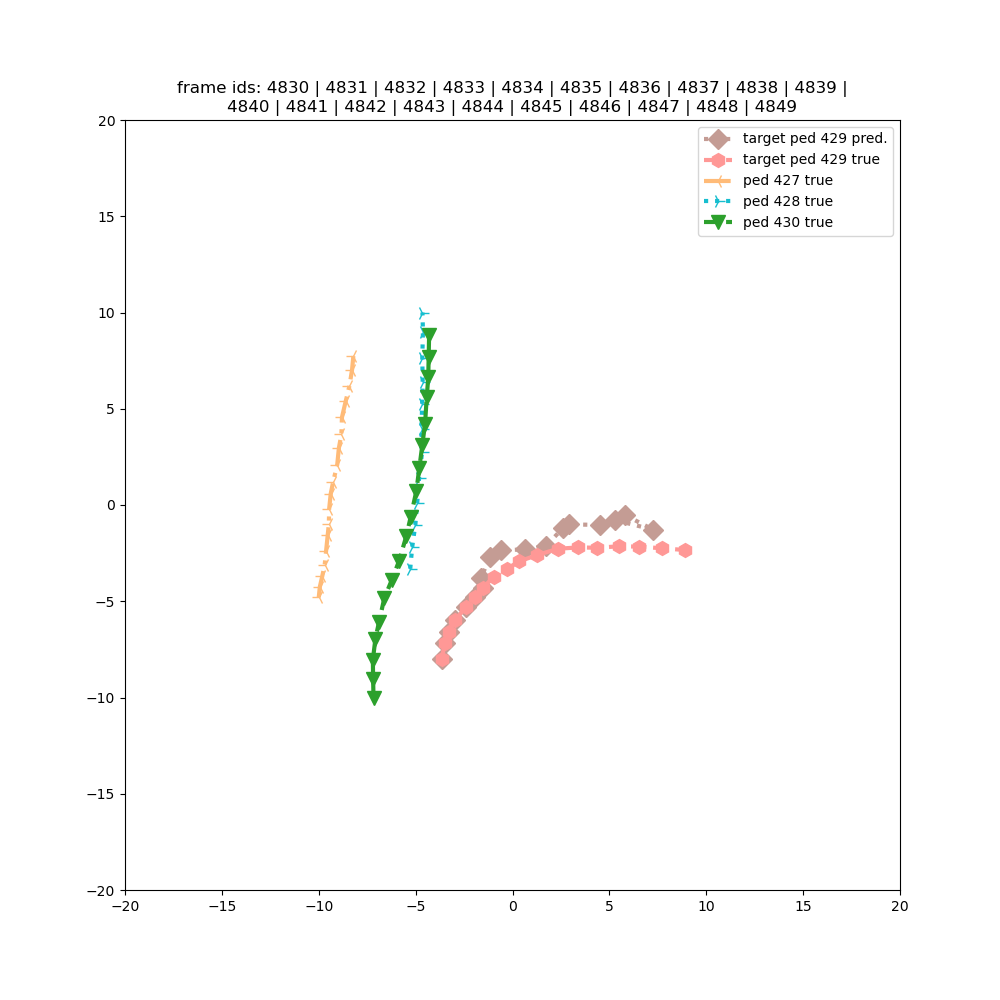 frame ids: 4830 | 4831 | 4832 | 4833 | 4834 | 4835 | 4836 | 4837 | 4838 | 4839 |
4840 | 4841 | 4842 | 4843 | 4844 | 4845 | 4846 | 4847 | 4848 | 4849
target ped 429 pred.
target ped 429 true
ped 427 true
ped 428 true
ped 430 true
20
15
10
5
0
−5
−10
−15
−20
−20 −15 −10 −5 0 5 10 15 20